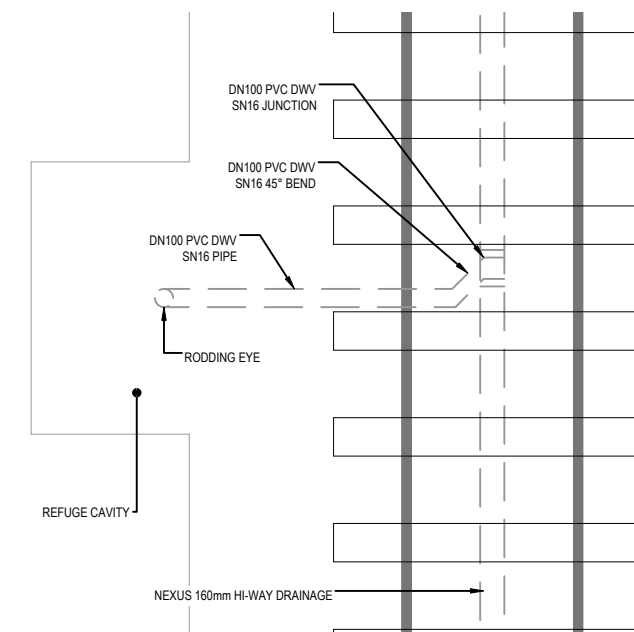 DN100 PVC DWV
SN16 JUNCTION
DN100 PVC DWV
SN16 45° BEND
DN100 PVC DWV
SN16 PIPE
RODDING EYE
REFUGE CAVITY
NEXUS 160mm HI-WAY DRAINAGE